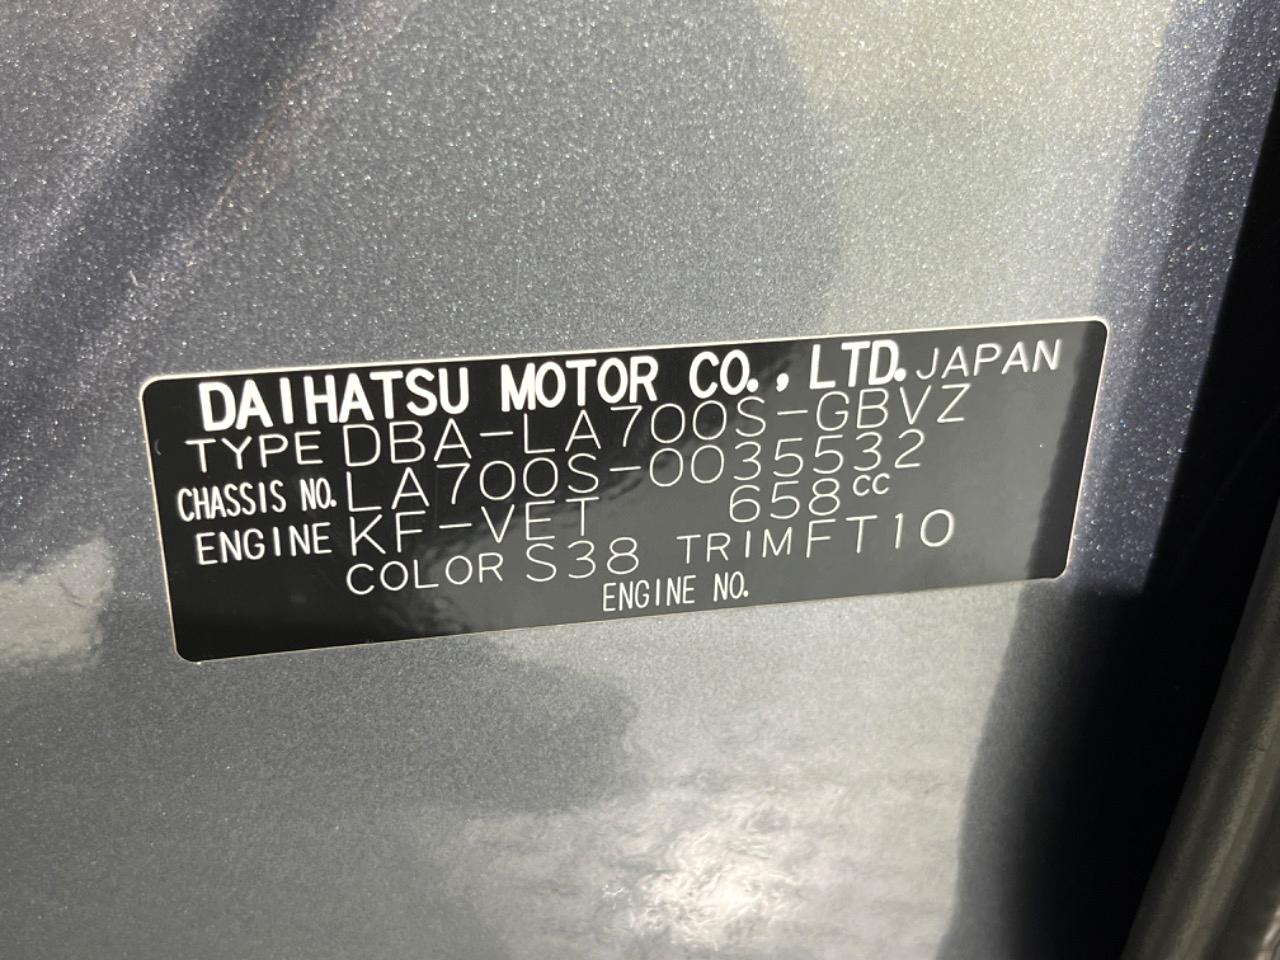 DAIHATSU MOTOR CO., LTD. JAPAN
TYPE DBA-LA700S-GBVZ
CHASSIS NO. LA700S-0035532
ENGINE KF-VET 658cc
COLOR S38 TRIM FT10
ENGINE NO.